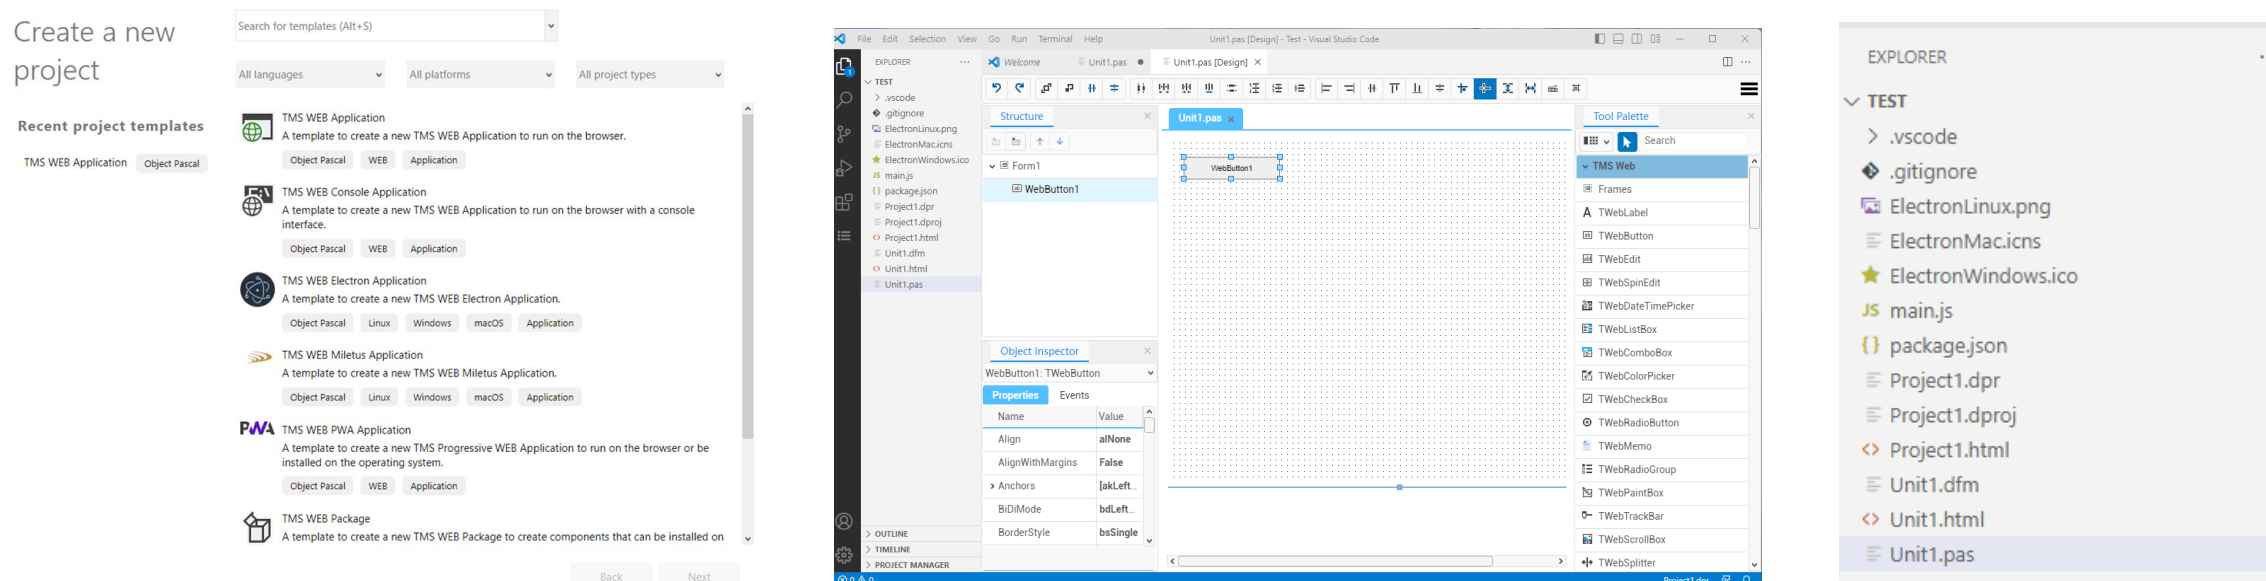 Create a new
project
Recent project templates
TMS WEB Application Object Pascal
Search for templates (Alt+S)
All languages All platforms All project types
TMS WEB Application
A template to create a new TMS WEB Application to run on the browser.
Object Pascal WEB Application
TMS WEB Console Application
A template to create a new TMS WEB Application to run on the browser with a console
interface.
Object Pascal WEB Application
TMS WEB Electron Application
A template to create a new TMS WEB Electron Application.
Object Pascal Linux Windows macOS Application
TMS WEB Miletus Application
A template to create a new TMS WEB Miletus Application.
Object Pascal Linux Windows macOS Application
PWA TMS WEB PWA Application
A template to create a new TMS Progressive WEB Application to run on the browser or be
installed on the operating system.
Object Pascal WEB Application
TMS WEB Package
A template to create a new TMS WEB Package to create components that can be installed on
Back Next
File Edit Selection View Go Run Terminal Help
Unit1.pas [Design] - Test - Visual Studio Code
EXPLORER
TEST
.vscode
.gitignore
ElectronLinux.png
ElectronMac.icns
ElectronWindows.ico
JS main.js
{} package.json
Project1.dpr
Project1.dproj
<> Project1.html
Unit1.dfm
<> Unit1.html
Unit1.pas
OUTLINE
TIMELINE
PROJECT MANAGER
Welcome Unit1.pas Unit1.pas [Design]
Structure
Form1
WebButton1
Object Inspector
WebButton1: TWebButton
Properties Events
Name Value
Align alNone
AlignWithMargins False
Anchors [akLeft...
BiDiMode bdLeft...
BorderStyle bsSingle
Unit1.pas
WebButton1
Tool Palette
Search
TMS Web
Frames
TWebLabel
TWebButton
TWebEdit
TWebSpinEdit
TWebDateTimePicker
TWebListBox
TWebComboBox
TWebColorPicker
TWebCheckBox
TWebRadioButton
TWebMemo
TWebRadioGroup
TWebPaintBox
TWebTrackBar
TWebScrollBox
TWebSplitter
Project1.dpr
EXPLORER
TEST
.vscode
.gitignore
ElectronLinux.png
ElectronMac.icns
ElectronWindows.ico
JS main.js
{} package.json
Project1.dpr
Project1.dproj
<> Project1.html
Unit1.dfm
<> Unit1.html
Unit1.pas